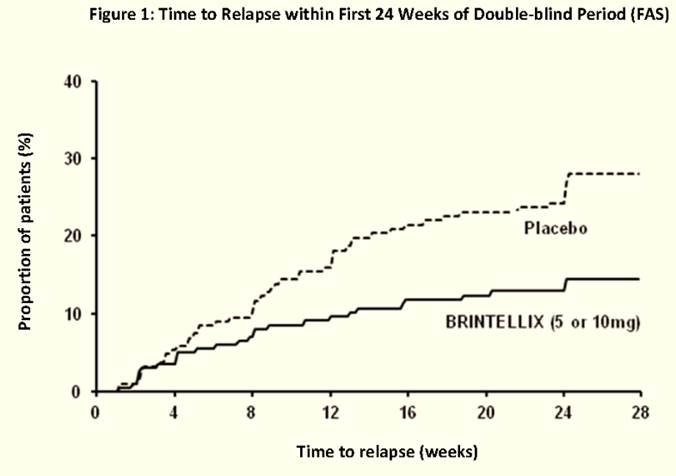 Figure 1: Time to Relapse within First 24 Weeks of Double-blind Period (FAS)
Proportion of patients (%)
40
30
20
10
0
Placebo
BRINTELLIX (5 or 10mg)
0 4 8 12 16 20 24 28
Time to relapse (weeks)